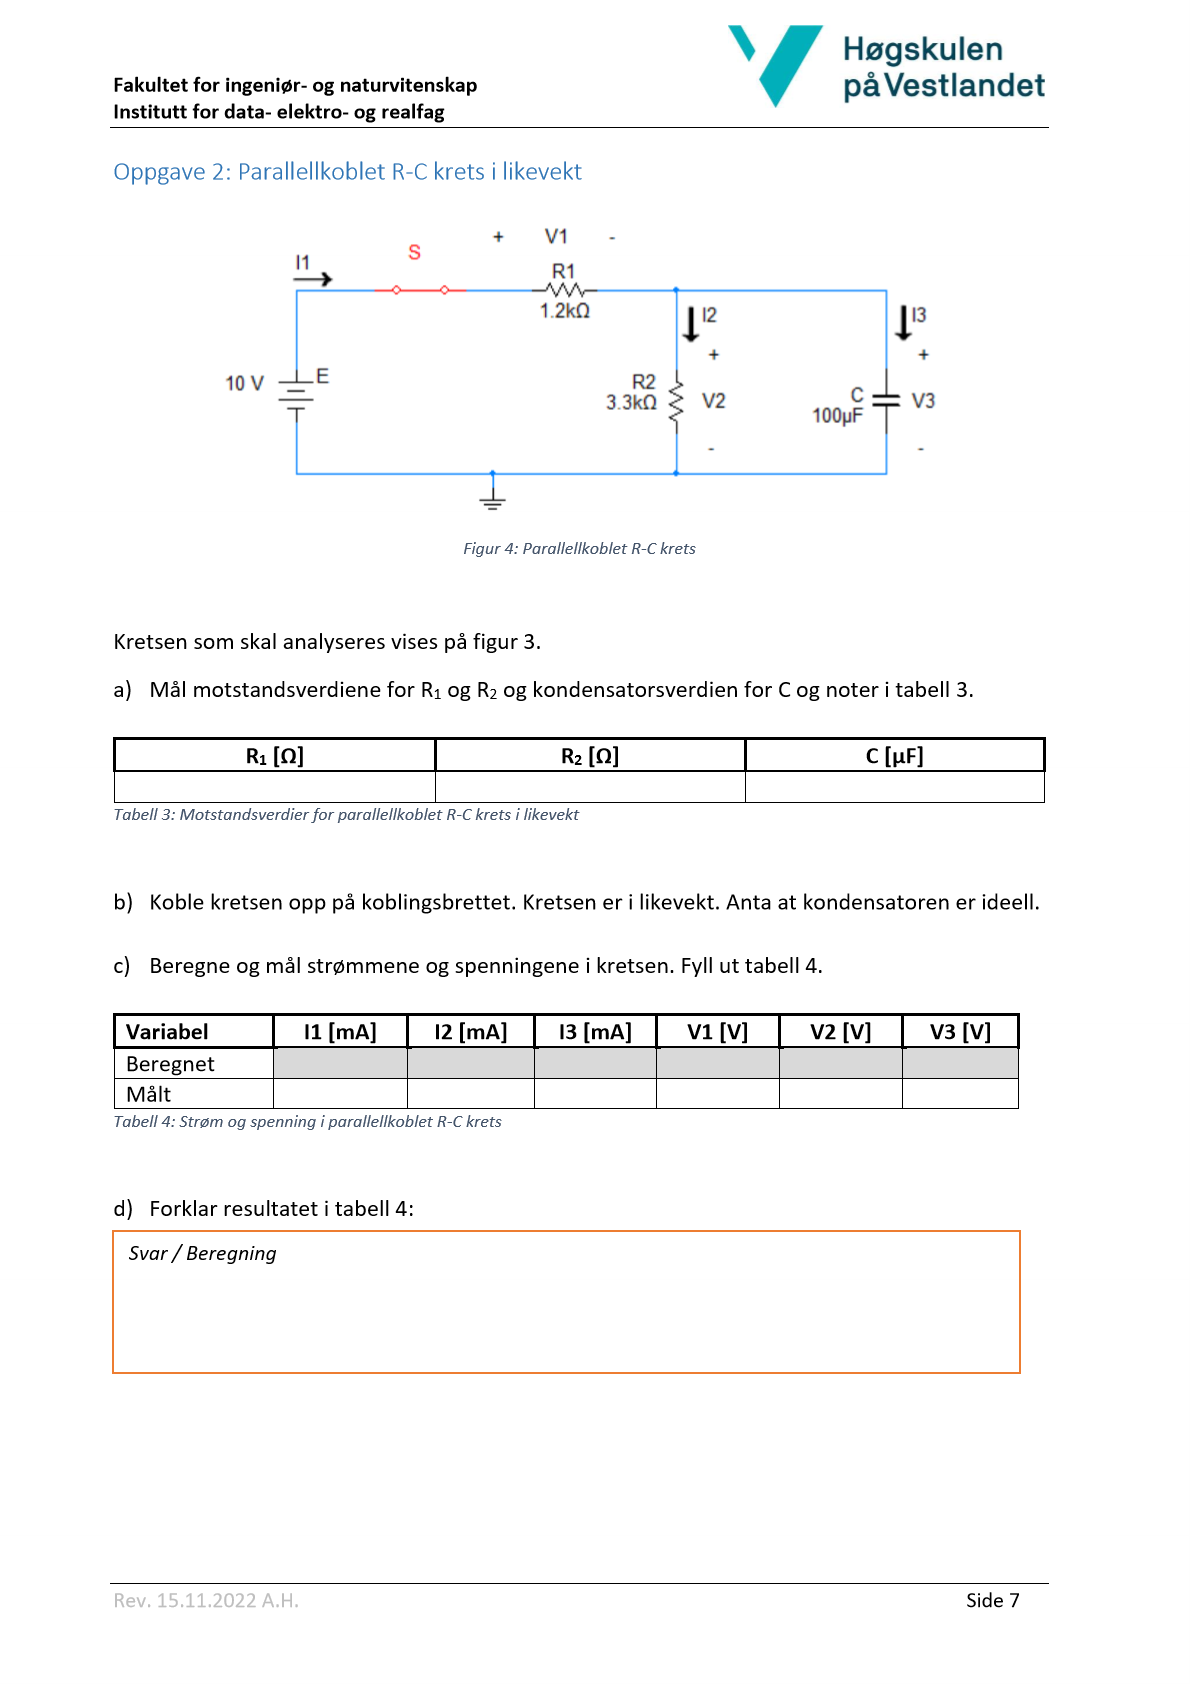 Høgskulen
på Vestlandet
Fakultet for ingeniør- og naturvitenskap
Institutt for data- elektro- og realfag
Oppgave 2: Parallellkoblet R-C krets i likevekt
+ V1 -
S
I1
R1
1.2kΩ
I2
I3
+
+
10 V
E
R2
3.3kΩ
V2
C
100µF
V3
-
-
Figur 4: Parallellkoblet R-C krets
Kretsen som skal analyseres vises på figur 3.
a) Mål motstandsverdiene for R₁ og R₂ og kondensatorsverdien for C og noter i tabell 3.
R₁ [Ω] R₂ [Ω] C [µF]
Tabell 3: Motstandsverdier for parallellkoblet R-C krets i likevekt
b) Koble kretsen opp på koblingsbrettet. Kretsen er i likevekt. Anta at kondensatoren er ideell.
c) Beregne og mål strømmene og spenningene i kretsen. Fyll ut tabell 4.
Variabel I1 [mA] I2 [mA] I3 [mA] V1 [V] V2 [V] V3 [V]
Beregnet
Målt
Tabell 4: Strøm og spenning i parallellkoblet R-C krets
d) Forklar resultatet i tabell 4:
Svar / Beregning
Rev. 15.11.2022 A.H. Side 7